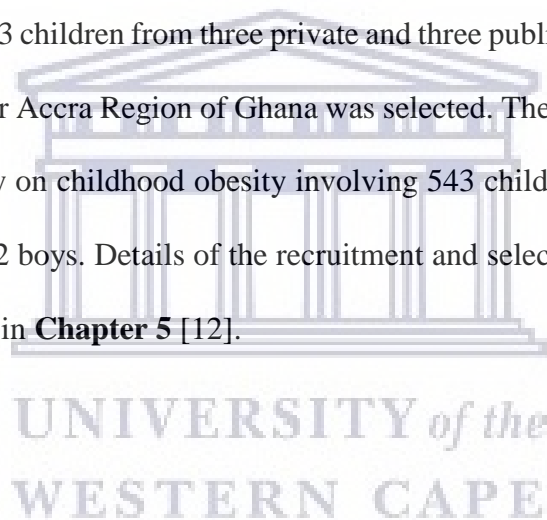 3 children from three private and three publi
r Accra Region of Ghana was selected. The
on childhood obesity involving 543 child
2 boys. Details of the recruitment and selec
in Chapter 5 [12].
UNIVERSITY of the
WESTERN CAPE